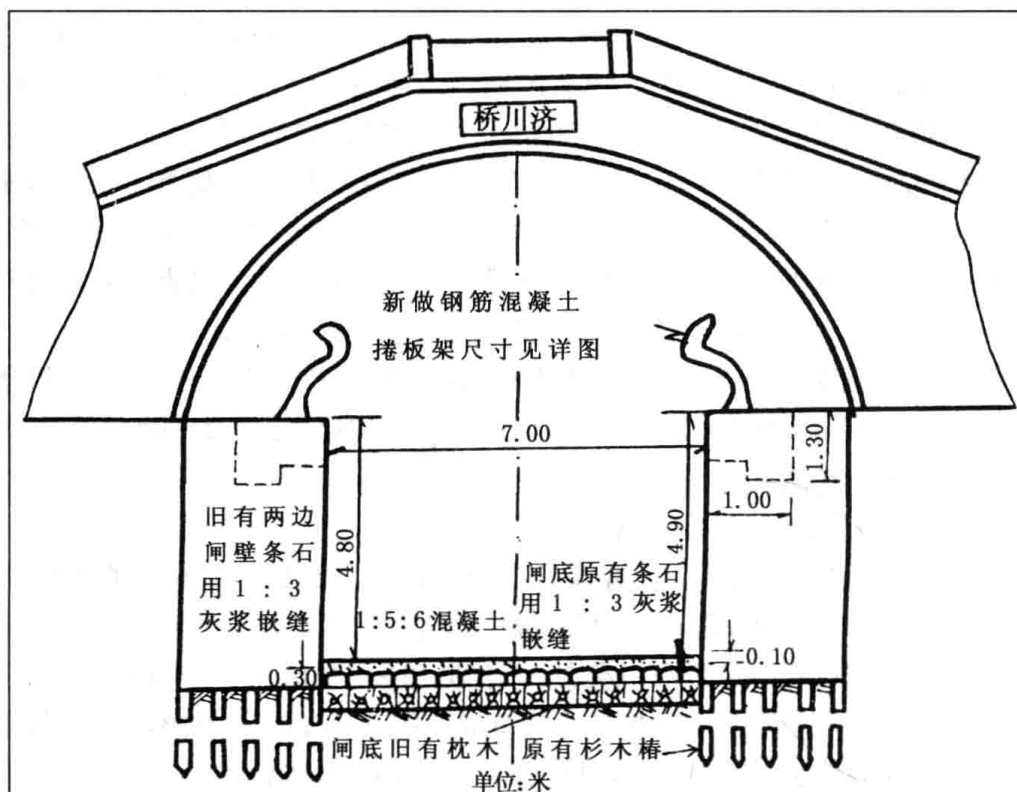 桥川济
新做钢筋混凝土
捲板架尺寸见详图
7.00
1.30
1.00
4.80
4.90
旧有两边
闸壁条石
用1:3
灰浆嵌缝
闸底原有条石
用1:3灰浆
嵌缝
1:5:6混凝土
0.10
0.30
闸底旧有枕木
原有杉木椿
单位:米